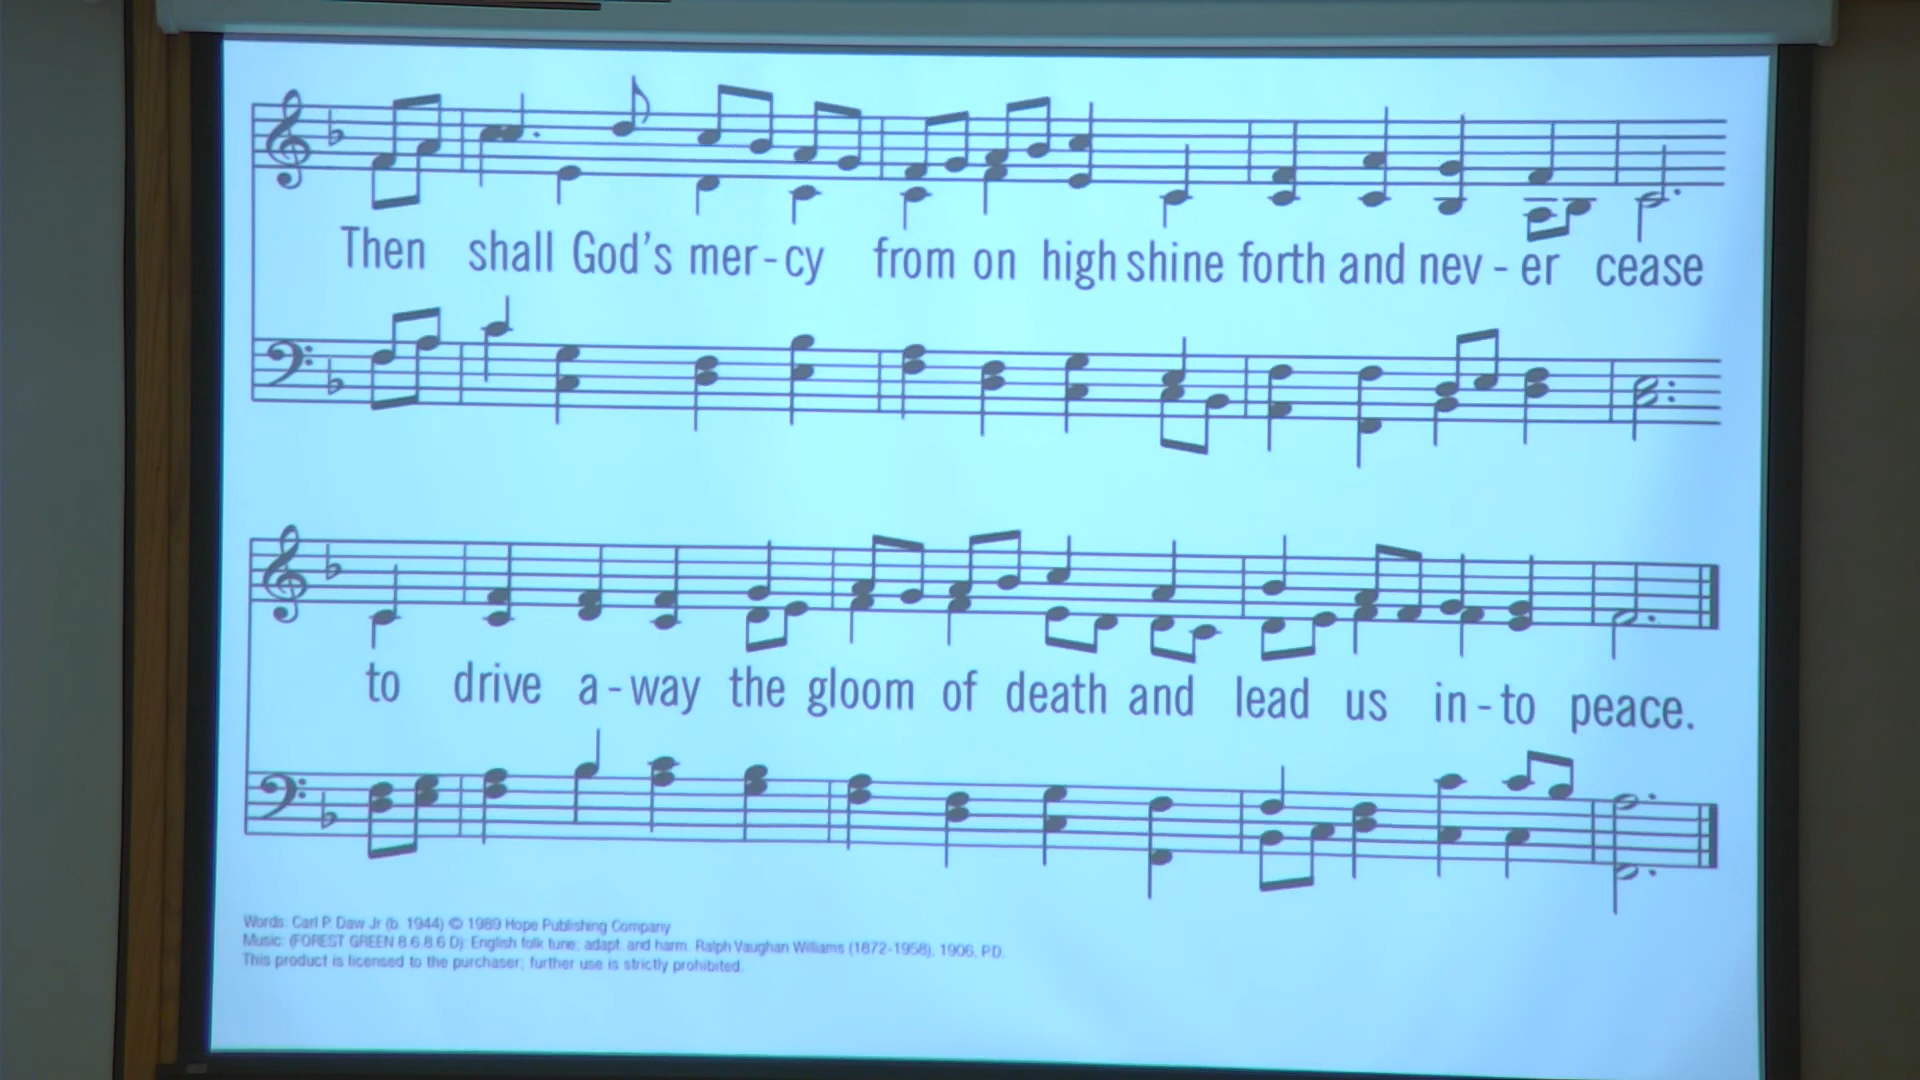 Then shall God's mer-cy from on high shine forth and nev-er cease
to drive a-way the gloom of death and lead us in-to peace.
Words: Carl P. Daw Jr (b. 1944) © 1989 Hope Publishing Company
Music: (FOREST GREEN 8.6.8.6 D); English folk tune; adapt. and harm. Ralph Vaughan Williams (1872-1958), 1906, P.D.
This product is licensed to the purchaser; further use is strictly prohibited.